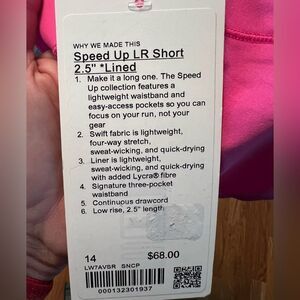 WHY WE MADE THIS
Speed Up LR Short
2.5" *Lined
1. Make it a long one. The Speed
Up collection features a
lightweight waistband and
easy-access pockets so you can
focus on your run, not your
gear
2. Swift fabric is lightweight,
four-way stretch,
sweat-wicking, and quick-drying
3. Liner is lightweight,
sweat-wicking, and quick-drying
with added Lycra® fibre
4. Signature three-pocket
waistband
5. Continuous drawcord
6. Low rise, 2.5" length
14 $68.00
LW7AVBR SNCP
000132301937